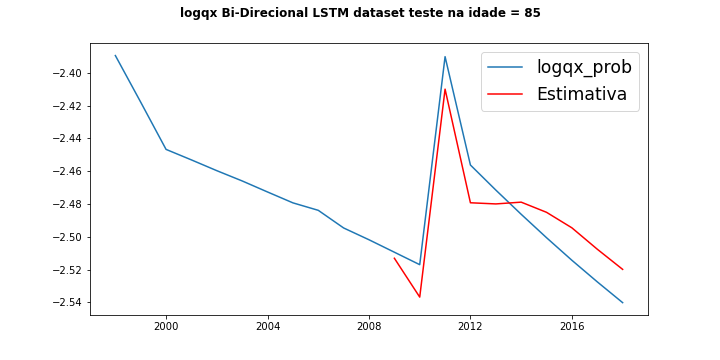 logqx Bi-Direcional LSTM dataset teste na idade = 85
logqx_prob
Estimativa
−2.40
−2.42
−2.44
−2.46
−2.48
−2.50
−2.52
−2.54
2000 2004 2008 2012 2016